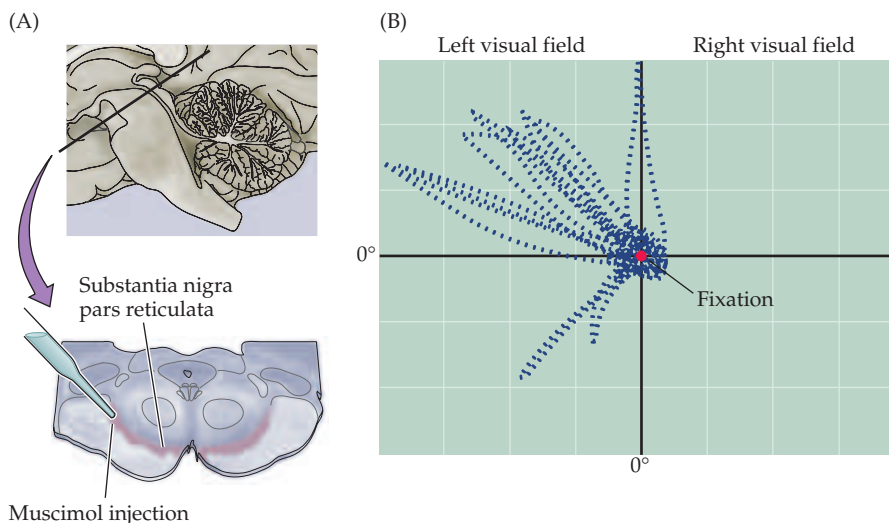 (A)
Substantia nigra
pars reticulata
Muscimol injection
(B)
Left visual field
Right visual field
0°
Fixation
0°